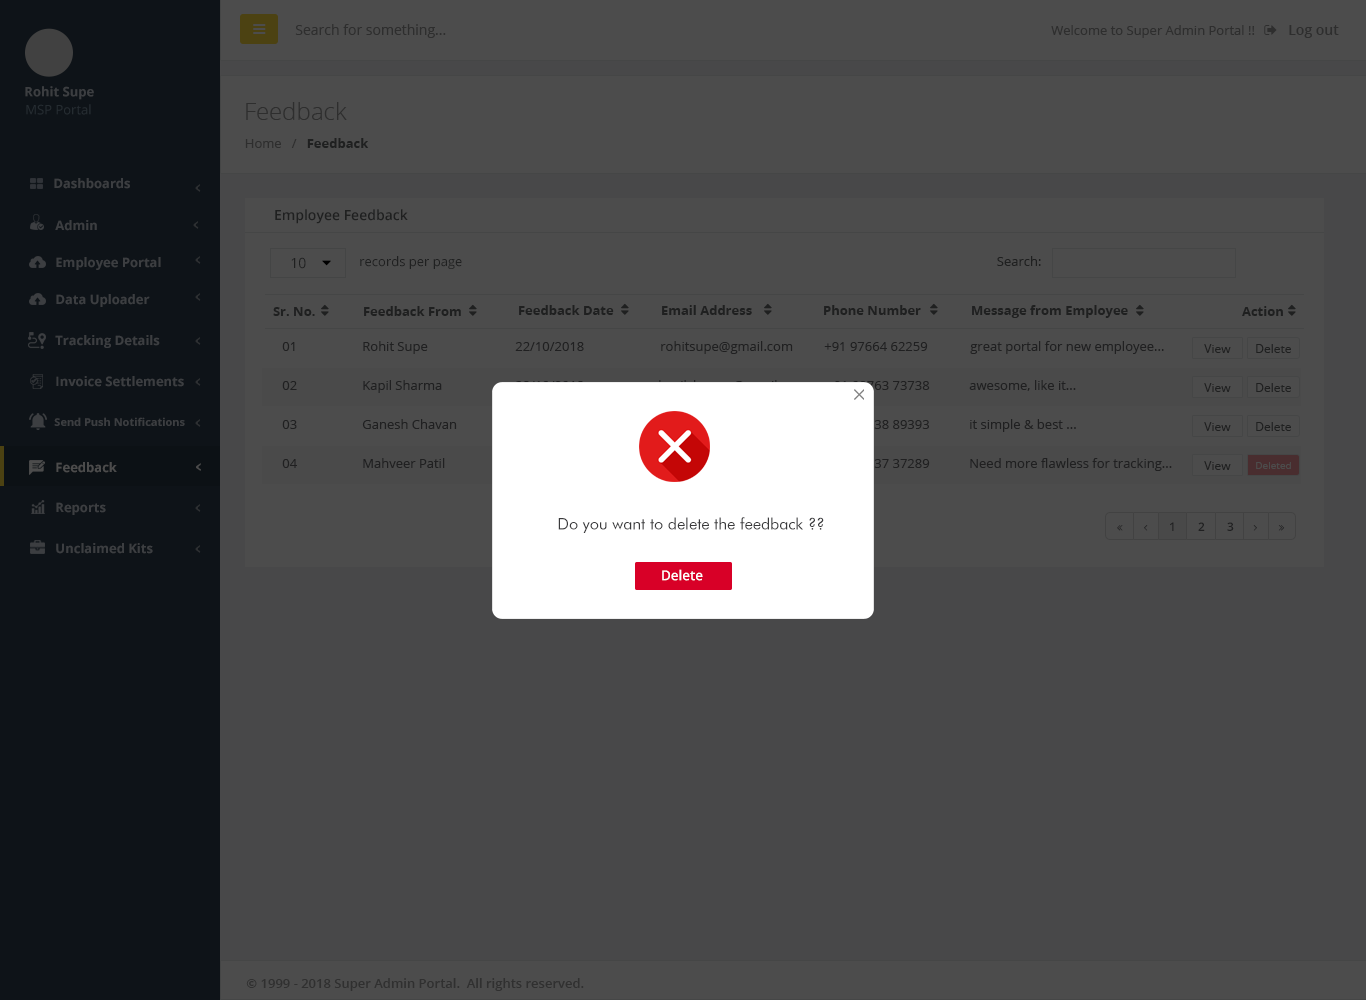 Search for something...
Welcome to Super Admin Portal !! Log out
Rohit Supe
MSP Portal
Feedback
Home / Feedback
Dashboards
Admin
Employee Portal
Data Uploader
Tracking Details
Invoice Settlements
Send Push Notifications
Feedback
Reports
Unclaimed Kits
Employee Feedback
10 records per page Search:
Sr. No. Feedback From Feedback Date Email Address Phone Number Message from Employee Action
01 Rohit Supe 22/10/2018 rohitsupe@gmail.com +91 97664 62259 great portal for new employee... View Delete
02 Kapil Sharma 73738 awesome, like it... View Delete
03 Ganesh Chavan 38 89393 it simple & best ... View Delete
04 Mahveer Patil 37 37289 Need more flawless for tracking... View Deleted
« ‹ 1 2 3 › »
Do you want to delete the feedback ??
Delete
© 1999 - 2018 Super Admin Portal. All rights reserved.